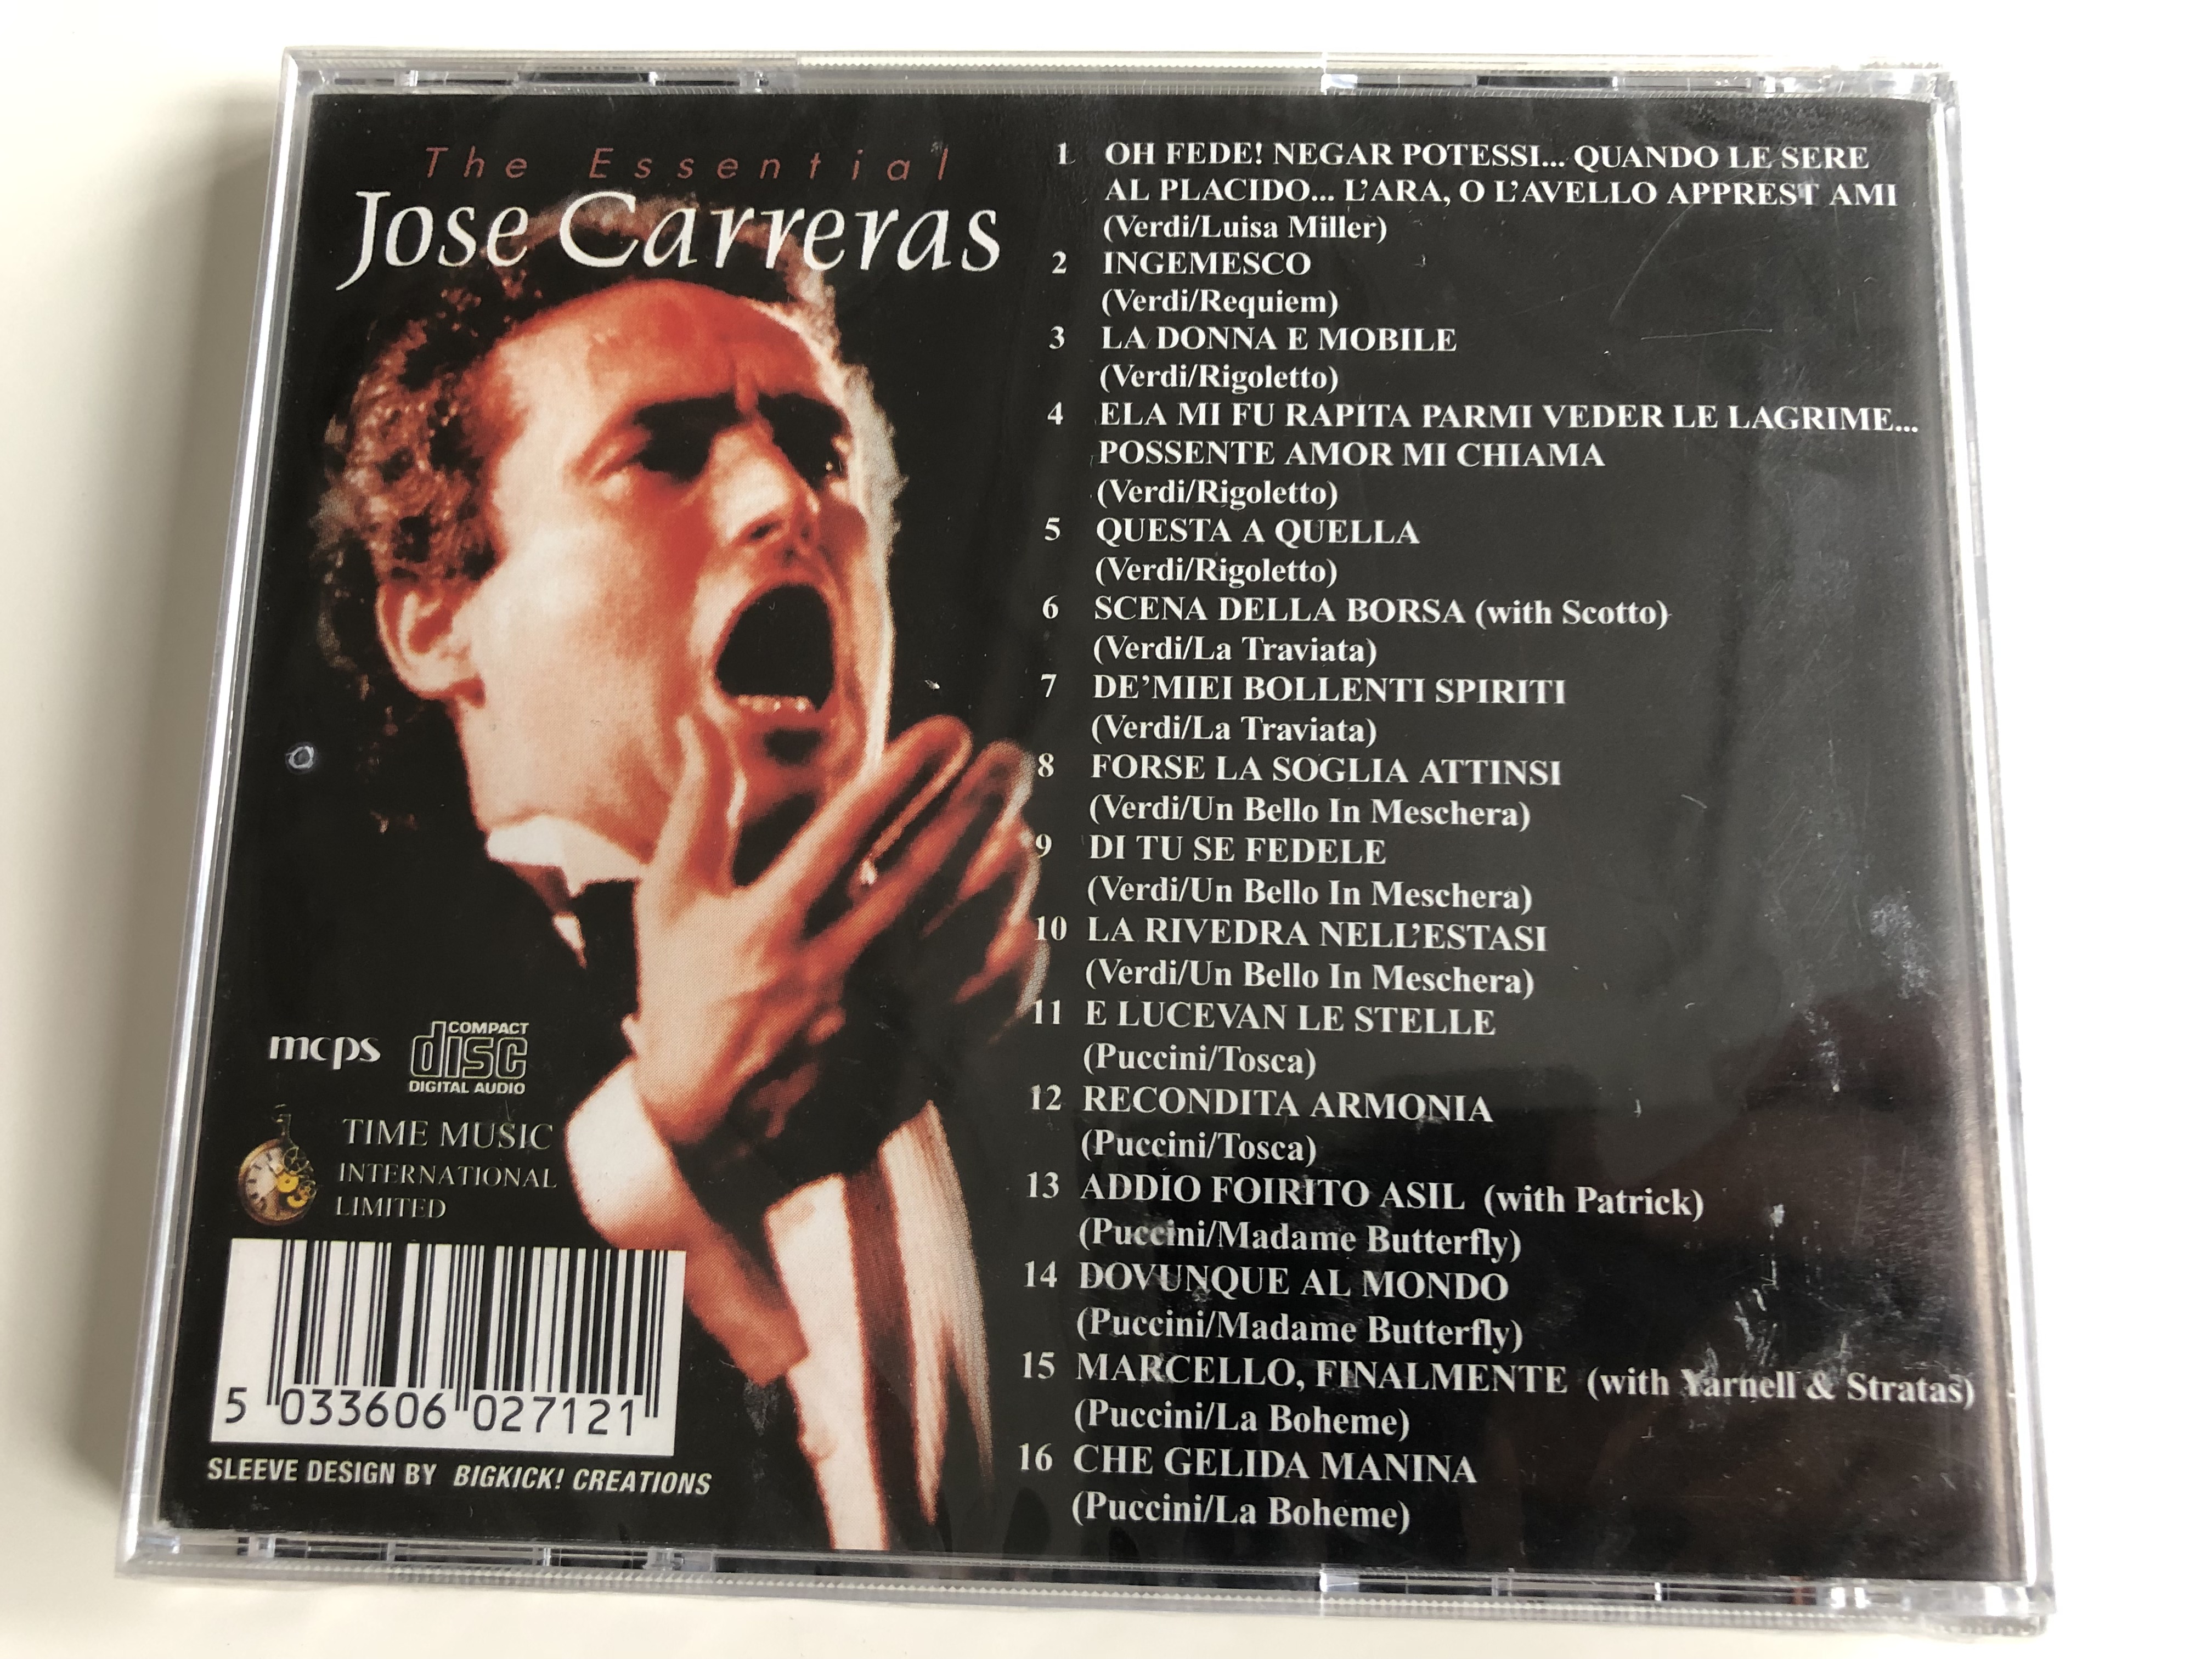 The Essential
Jose Carreras
1 OH FEDE! NEGAR POTESSI... QUANDO LE SERE
AL PLACIDO... L'ARA, O L'AVELLO APPREST AMI
(Verdi/Luisa Miller)
2 INGEMESCO
(Verdi/Requiem)
3 LA DONNA E MOBILE
(Verdi/Rigoletto)
4 ELA MI FU RAPITA PARMI VEDER LE LAGRIME...
POSSENTE AMOR MI CHIAMA
(Verdi/Rigoletto)
5 QUESTA A QUELLA
(Verdi/Rigoletto)
6 SCENA DELLA BORSA (with Scotto)
(Verdi/La Traviata)
7 DE'MIEI BOLLENTI SPIRITI
(Verdi/La Traviata)
8 FORSE LA SOGLIA ATTINSI
(Verdi/Un Bello In Meschera)
9 DI TU SE FEDELE
(Verdi/Un Bello In Meschera)
10 LA RIVEDRA NELL'ESTASI
(Verdi/Un Bello In Meschera)
11 E LUCEVAN LE STELLE
(Puccini/Tosca)
12 RECONDITA ARMONIA
(Puccini/Tosca)
13 ADDIO FOIRITO ASIL (with Patrick)
(Puccini/Madame Butterfly)
14 DOVUNQUE AL MONDO
(Puccini/Madame Butterfly)
15 MARCELLO, FINALMENTE (with Yarnell & Stratas)
(Puccini/La Boheme)
16 CHE GELIDA MANINA
(Puccini/La Boheme)
mcps
COMPACT
disc
DIGITAL AUDIO
TIME MUSIC
INTERNATIONAL
LIMITED
5 033606 027121
SLEEVE DESIGN BY BIGKICK! CREATIONS